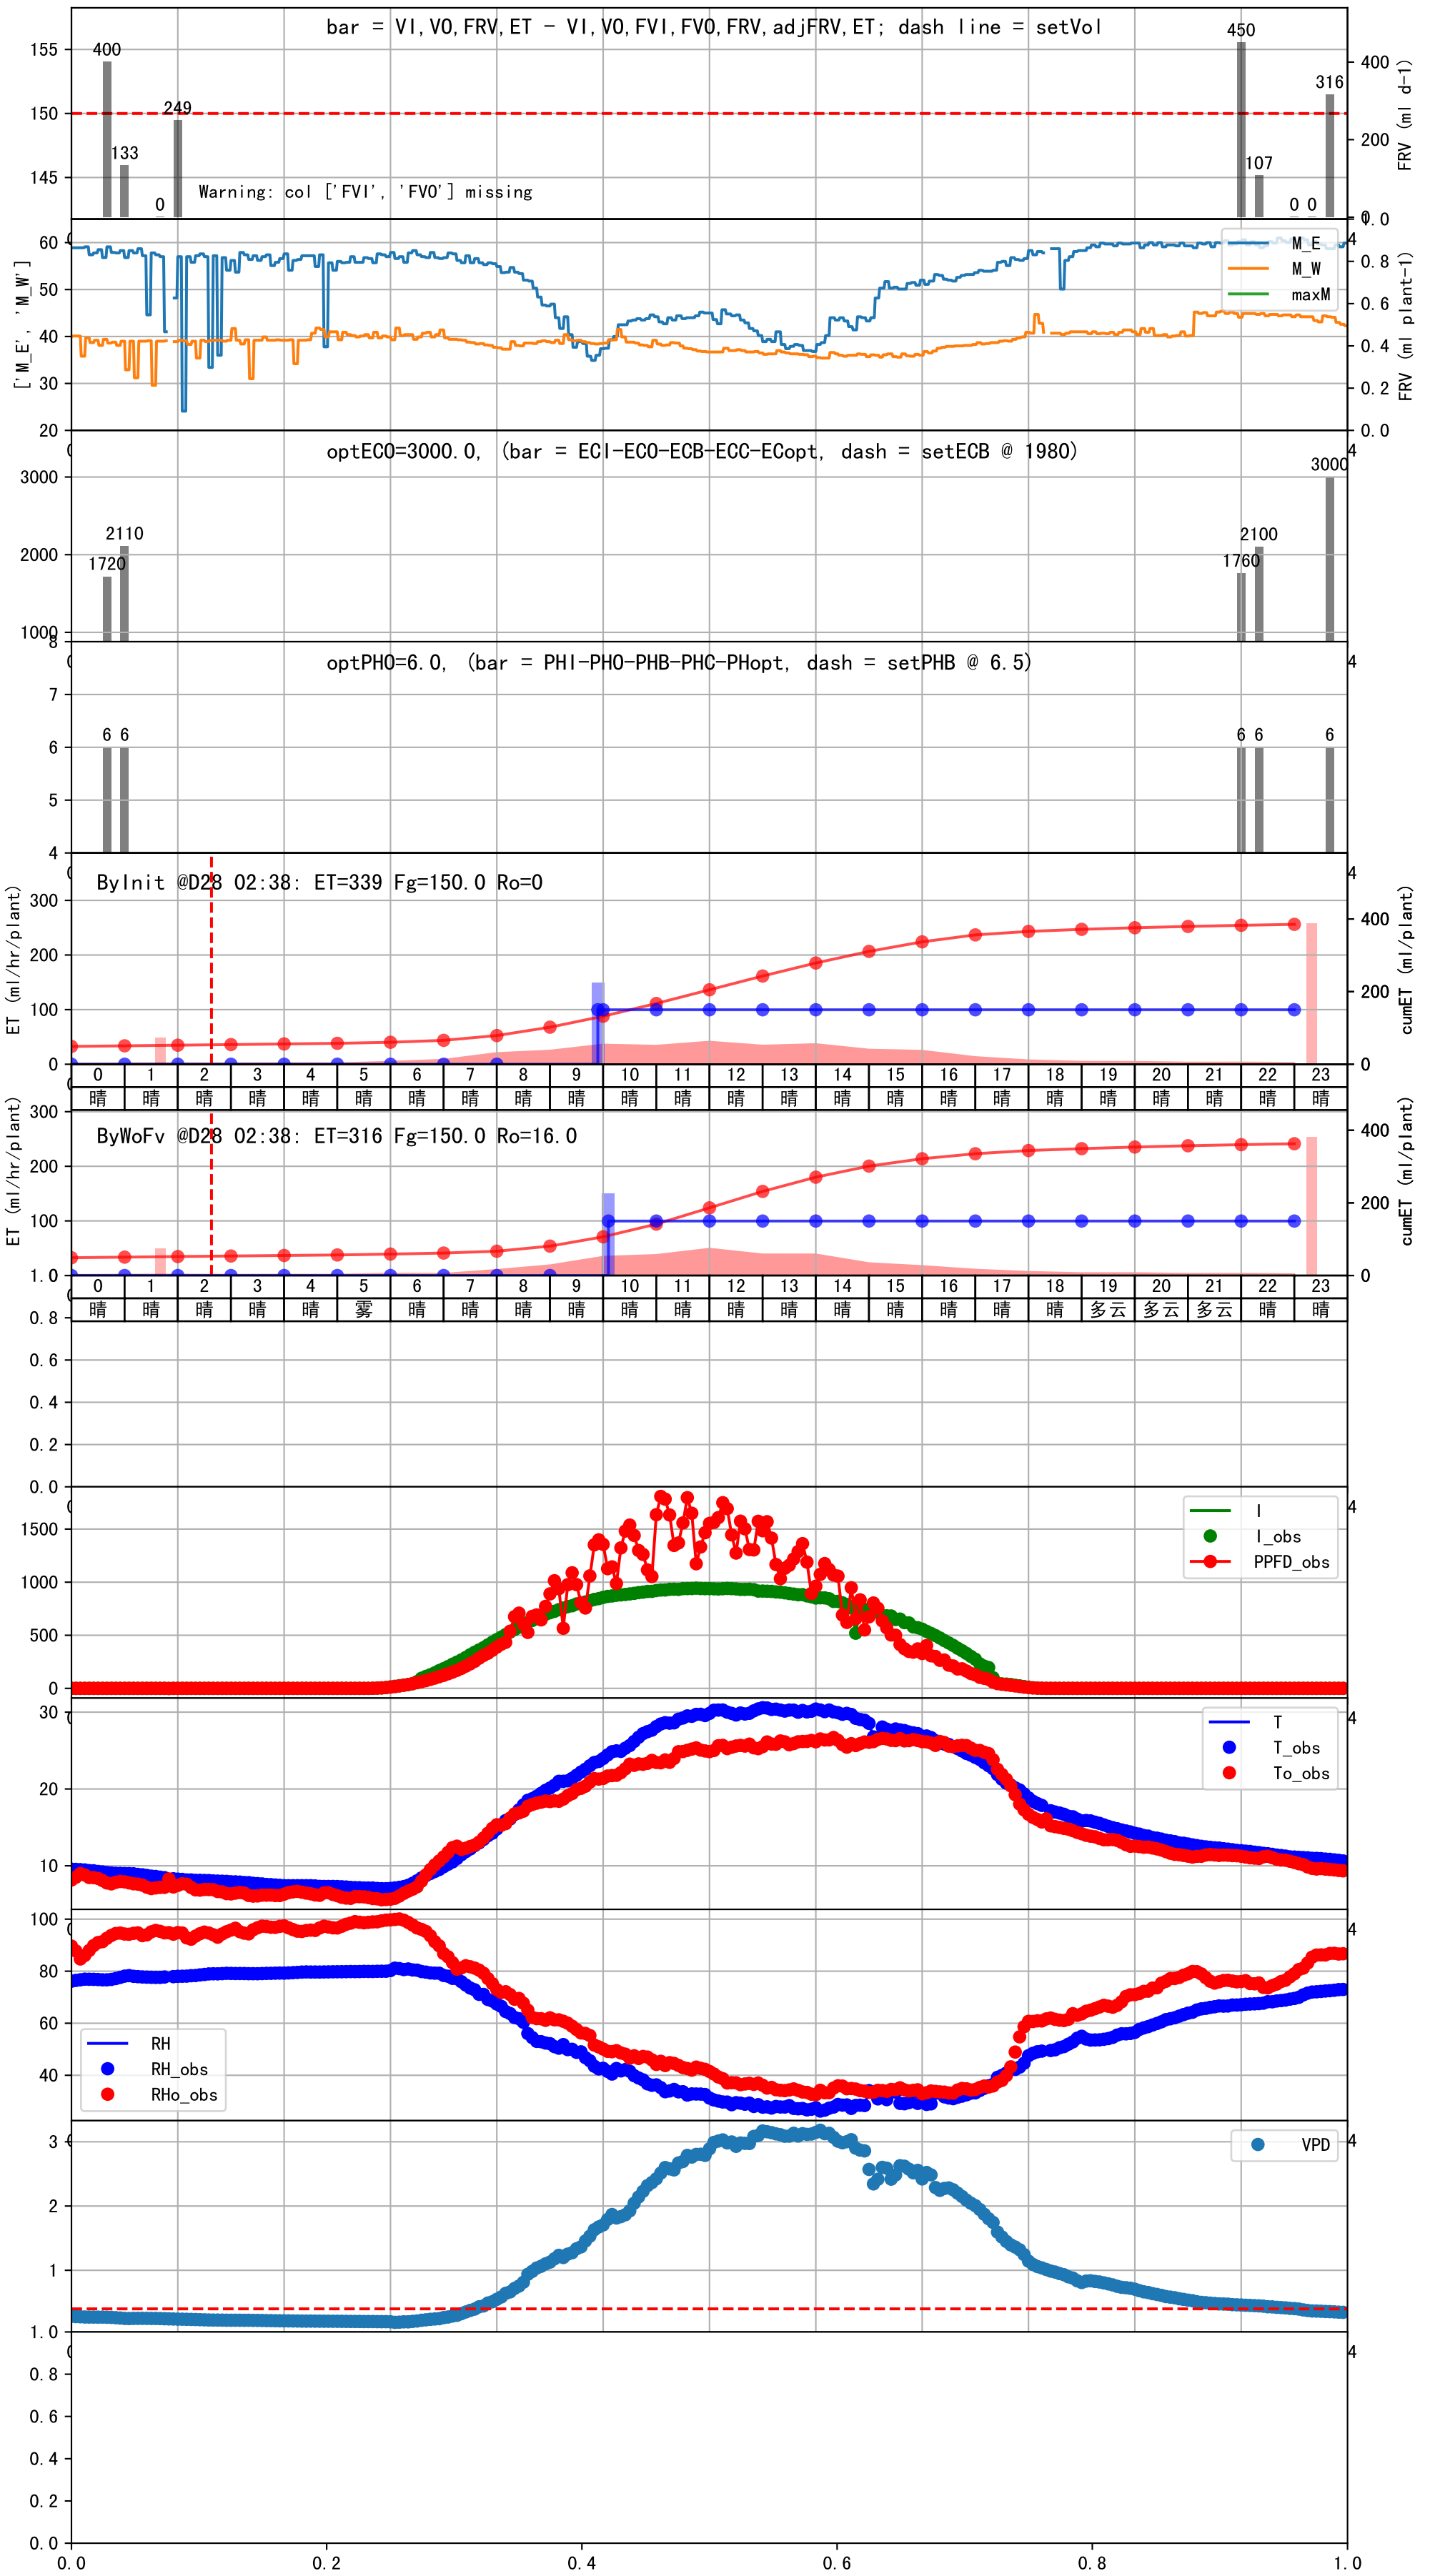 bar = VI,VO,FRV,ET - VI,VO,FVI,FVO,FRV,adjFRV,ET; dash line = setVol
155
150
145
400
133
0
249
450
107
0
0
316
Warning: col ['FVI', 'FVO'] missing
400
200
0
FRV (ml d-1)
1.0
['M_E', 'M_W']
60
50
40
30
20
M_E
M_W
maxM
4
0.8
0.6
0.4
0.2
0.0
FRV (ml plant-1)
optECO=3000.0, (bar = ECI-ECO-ECB-ECC-ECopt, dash = setECB @ 1980)
4
3000
2000
1000
1720
2110
1760
2100
3000
optPHO=6.0, (bar = PHI-PHO-PHB-PHC-PHopt, dash = setPHB @ 6.5)
4
8
7
6
5
4
6
6
6
6
6
ByInit @D28 02:38: ET=339 Fg=150.0 Ro=0
4
ET (ml/hr/plant)
300
200
100
0
400
200
0
cumET (ml/plant)
0 1 2 3 4 5 6 7 8 9 10 11 12 13 14 15 16 17 18 19 20 21 22 23
晴 晴 晴 晴 晴 晴 晴 晴 晴 晴 晴 晴 晴 晴 晴 晴 晴 晴 晴 晴 晴 晴 晴 晴
ByWoFv @D28 02:38: ET=316 Fg=150.0 Ro=16.0
ET (ml/hr/plant)
300
200
100
400
200
0
cumET (ml/plant)
0 1 2 3 4 5 6 7 8 9 10 11 12 13 14 15 16 17 18 19 20 21 22 23
晴 晴 晴 晴 晴 雾 晴 晴 晴 晴 晴 晴 晴 晴 晴 晴 晴 晴 晴 多云 多云 多云 晴 晴
1.0
0.8
0.6
0.4
0.2
0.0
4
1500
1000
500
0
I
I_obs
PPFD_obs
4
30
20
10
T
T_obs
To_obs
4
100
80
60
40
RH
RH_obs
RHo_obs
4
3
2
1
VPD
4
1.0
0.8
0.6
0.4
0.2
0.0
0.0 0.2 0.4 0.6 0.8 1.0